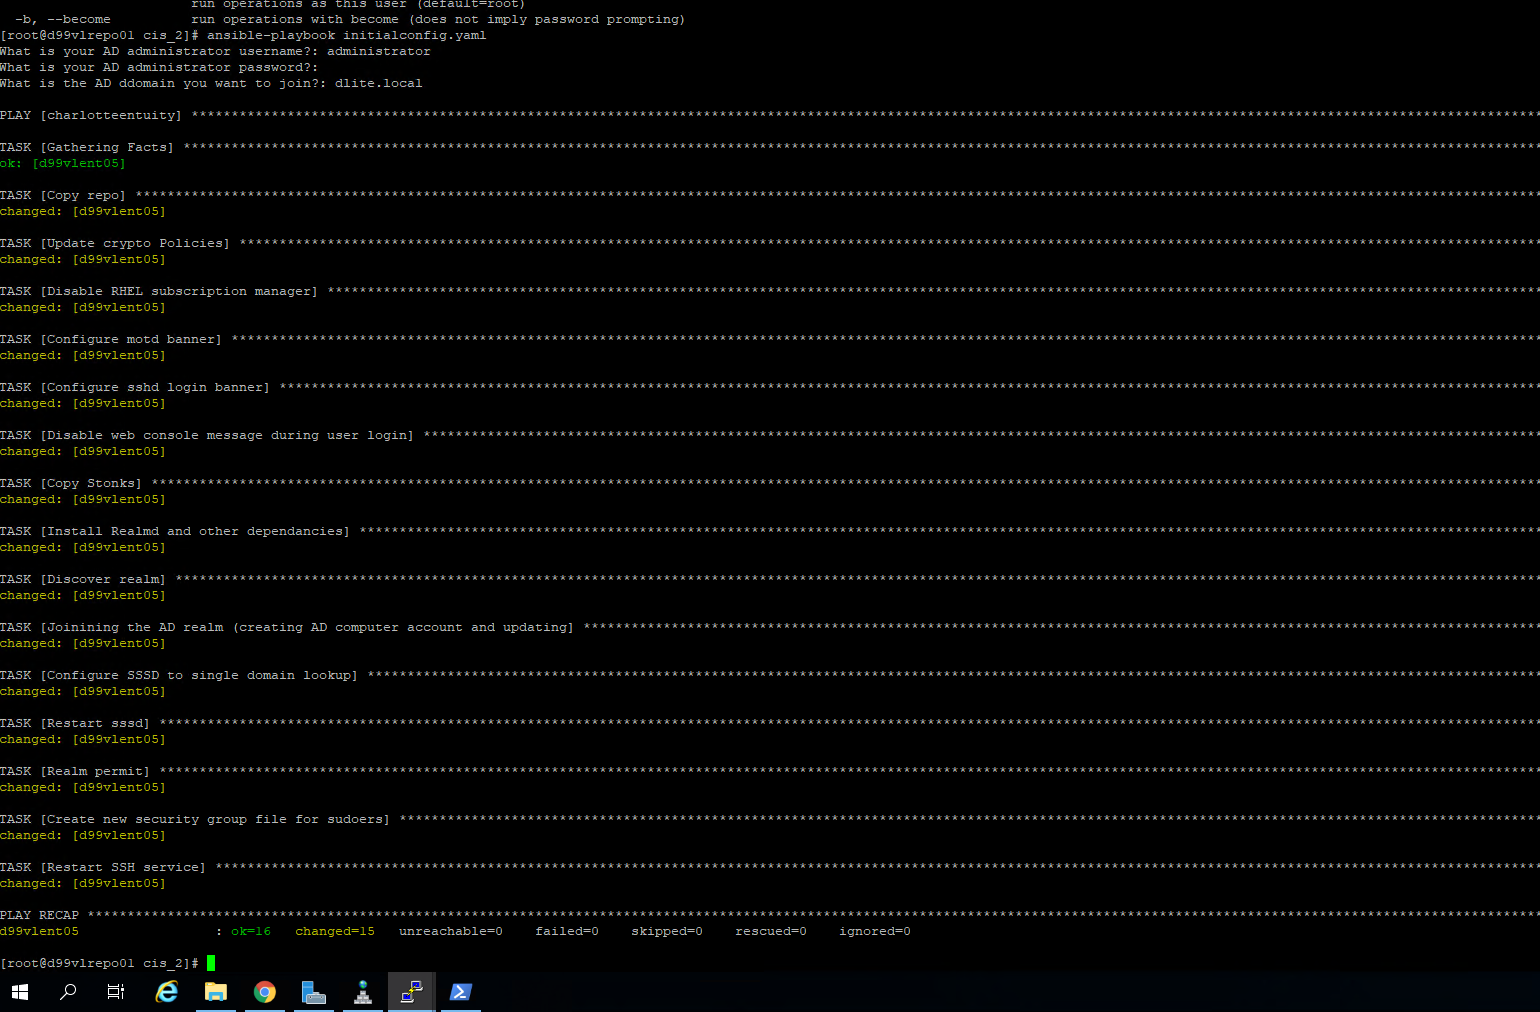 run operations as this user (default=root)
-b, --become run operations with become (does not imply password prompting)
[root@d99vlrepo01 cis_2]# ansible-playbook initialconfig.yaml
What is your AD administrator username?: administrator
What is your AD administrator password?:
What is the AD ddomain you want to join?: dlite.local
PLAY [charlotteentuity] ****************************************************************************************************************************************************************
TASK [Gathering Facts] *****************************************************************************************************************************************************************
ok: [d99vlent05]
TASK [Copy repo] ***********************************************************************************************************************************************************************
changed: [d99vlent05]
TASK [Update crypto Policies] **********************************************************************************************************************************************************
changed: [d99vlent05]
TASK [Disable RHEL subscription manager] ***********************************************************************************************************************************************
changed: [d99vlent05]
TASK [Configure motd banner] ***********************************************************************************************************************************************************
changed: [d99vlent05]
TASK [Configure sshd login banner] *****************************************************************************************************************************************************
changed: [d99vlent05]
TASK [Disable web console message during user login] ***********************************************************************************************************************************
changed: [d99vlent05]
TASK [Copy Stonks] *********************************************************************************************************************************************************************
changed: [d99vlent05]
TASK [Install Realmd and other dependancies] *******************************************************************************************************************************************
changed: [d99vlent05]
TASK [Discover realm] ******************************************************************************************************************************************************************
changed: [d99vlent05]
TASK [Joinining the AD realm (creating AD computer account and updating] ***************************************************************************************************************
changed: [d99vlent05]
TASK [Configure SSSD to single domain lookup] ******************************************************************************************************************************************
changed: [d99vlent05]
TASK [Restart sssd] ********************************************************************************************************************************************************************
changed: [d99vlent05]
TASK [Realm permit] ********************************************************************************************************************************************************************
changed: [d99vlent05]
TASK [Create new security group file for sudoers] **************************************************************************************************************************************
changed: [d99vlent05]
TASK [Restart SSH service] *************************************************************************************************************************************************************
changed: [d99vlent05]
PLAY RECAP *****************************************************************************************************************************************************************************
d99vlent05 : ok=16 changed=15 unreachable=0 failed=0 skipped=0 rescued=0 ignored=0
[root@d99vlrepo01 cis_2]#